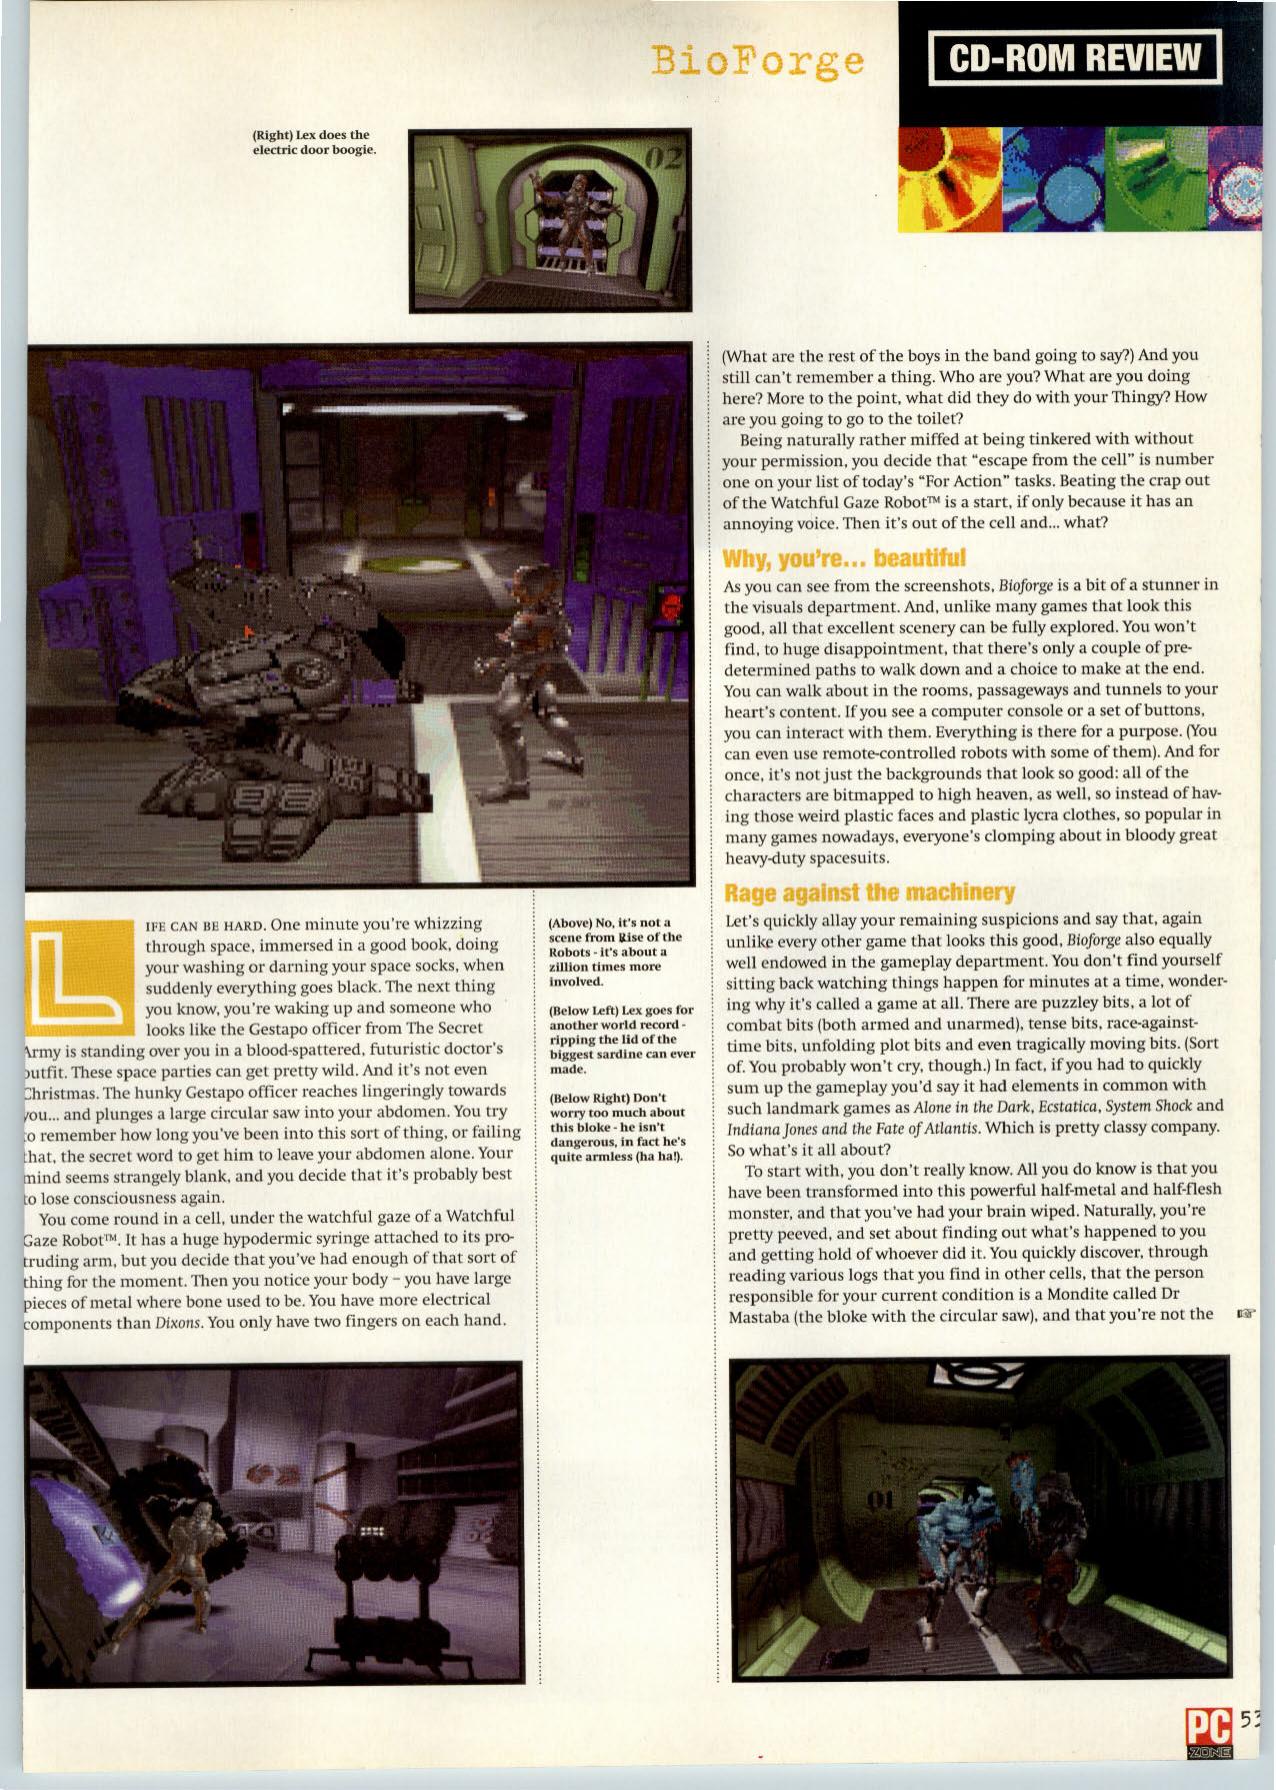 BioForge
CD-ROM REVIEW
(Right) Lex does the
electric door boogie.
02
LIFE CAN BE HARD. One minute you're whizzing
through space, immersed in a good book, doing
your washing or darning your space socks, when
suddenly everything goes black. The next thing
you know, you're waking up and someone who
looks like the Gestapo officer from The Secret
Army is standing over you in a blood-spattered, futuristic doctor's
outfit. These space parties can get pretty wild. And it's not even
Christmas. The hunky Gestapo officer reaches lingeringly towards
you... and plunges a large circular saw into your abdomen. You try
to remember how long you've been into this sort of thing, or failing
that, the secret word to get him to leave your abdomen alone. Your
mind seems strangely blank, and you decide that it's probably best
to lose consciousness again.
You come round in a cell, under the watchful gaze of a Watchful
Gaze Robot™. It has a huge hypodermic syringe attached to its pro-
truding arm, but you decide that you've had enough of that sort of
thing for the moment. Then you notice your body – you have large
pieces of metal where bone used to be. You have more electrical
components than Dixons. You only have two fingers on each hand.
(Above) No, it's not a
scene from Rise of the
Robots - it's about a
zillion times more
involved.
(Below Left) Lex goes for
another world record -
ripping the lid of the
biggest sardine can ever
made.
(Below Right) Don't
worry too much about
this bloke - he isn't
dangerous, in fact he's
quite armless (ha ha!).
(What are the rest of the boys in the band going to say?) And you
still can't remember a thing. Who are you? What are you doing
here? More to the point, what did they do with your Thingy? How
are you going to go to the toilet?
Being naturally rather miffed at being tinkered with without
your permission, you decide that “escape from the cell” is number
one on your list of today's “For Action” tasks. Beating the crap out
of the Watchful Gaze Robot™ is a start, if only because it has an
annoying voice. Then it's out of the cell and... what?
Why, you're... beautiful
As you can see from the screenshots, Bioforge is a bit of a stunner in
the visuals department. And, unlike many games that look this
good, all that excellent scenery can be fully explored. You won't
find, to huge disappointment, that there's only a couple of pre-
determined paths to walk down and a choice to make at the end.
You can walk about in the rooms, passageways and tunnels to your
heart's content. If you see a computer console or a set of buttons,
you can interact with them. Everything is there for a purpose. (You
can even use remote-controlled robots with some of them). And for
once, it's not just the backgrounds that look so good: all of the
characters are bitmapped to high heaven, as well, so instead of hav-
ing those weird plastic faces and plastic lycra clothes, so popular in
many games nowadays, everyone's clomping about in bloody great
heavy-duty spacesuits.
Rage against the machinery
Let's quickly allay your remaining suspicions and say that, again
unlike every other game that looks this good, Bioforge also equally
well endowed in the gameplay department. You don't find yourself
sitting back watching things happen for minutes at a time, wonder-
ing why it's called a game at all. There are puzzley bits, a lot of
combat bits (both armed and unarmed), tense bits, race-against-
time bits, unfolding plot bits and even tragically moving bits. (Sort
of. You probably won't cry, though.) In fact, if you had to quickly
sum up the gameplay you'd say it had elements in common with
such landmark games as Alone in the Dark, Ecstatica, System Shock and
Indiana Jones and the Fate of Atlantis. Which is pretty classy company.
So what's it all about?
To start with, you don't really know. All you do know is that you
have been transformed into this powerful half-metal and half-flesh
monster, and that you've had your brain wiped. Naturally, you're
pretty peeved, and set about finding out what's happened to you
and getting hold of whoever did it. You quickly discover, through
reading various logs that you find in other cells, that the person
responsible for your current condition is a Mondite called Dr
Mastaba (the bloke with the circular saw), and that you're not the ☞
01
PC
ZONE
53